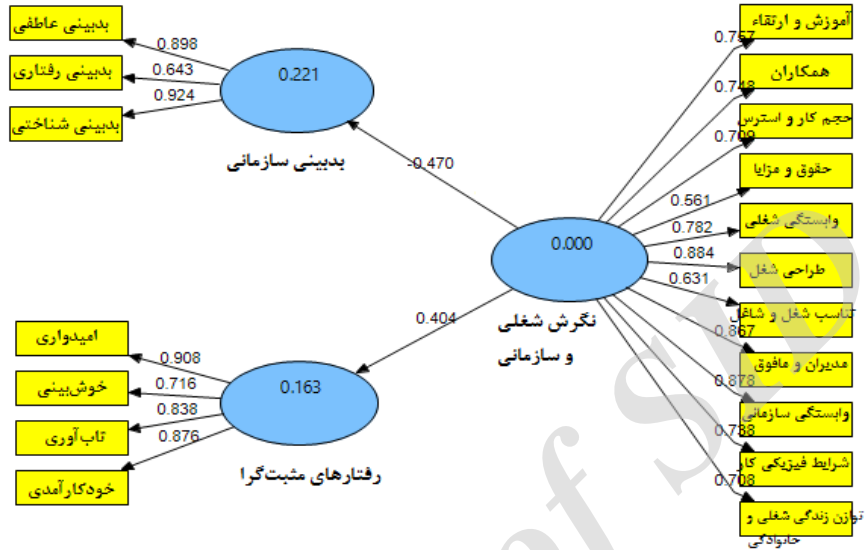 بدبینی عاطفی
0.898
بدبینی رفتاری
0.643
بدبینی شناختی
0.924
0.221
بدبینی سازمانی
-0.470
آموزش و ارتقاء
0.757
همکاران
0.748
حجم کار و استرس
0.709
حقوق و مزایا
0.561
وابستگی شغلی
0.782
طراحی شغل
0.884
تناسب شغل و شاغل
0.631
مدیران و مافوق
0.867
وابستگی سازمانی
0.878
شرایط فیزیکی کار
0.738
توازن زندگی شغلی و
خانوادگی
0.708
0.000
نگرش شغلی
و سازمانی
0.404
امیدواری
0.908
خوش‌بینی
0.716
تاب‌آوری
0.838
خودکارآمدی
0.876
0.163
رفتارهای مثبت‌گرا
of SID